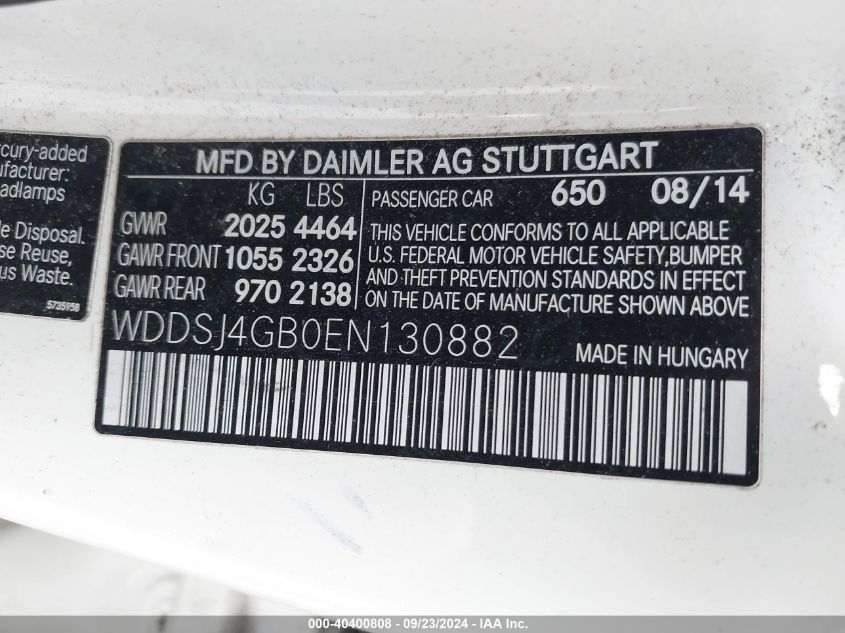 rcury-added
nufacturer:
eadlamps
e Disposal.
se Reuse,
us Waste.
5735958
MFD BY DAIMLER AG STUTTGART
KG LBS
GVWR 2025 4464
GAWR FRONT 1055 2326
GAWR REAR 970 2138
PASSENGER CAR 650 08/14
THIS VEHICLE CONFORMS TO ALL APPLICABLE
U.S. FEDERAL MOTOR VEHICLE SAFETY,BUMPER
AND THEFT PREVENTION STANDARDS IN EFFECT
ON THE DATE OF MANUFACTURE SHOWN ABOVE
WDDSJ4GB0EN130882
MADE IN HUNGARY
000-40400808 - 09/23/2024 - IAA Inc.